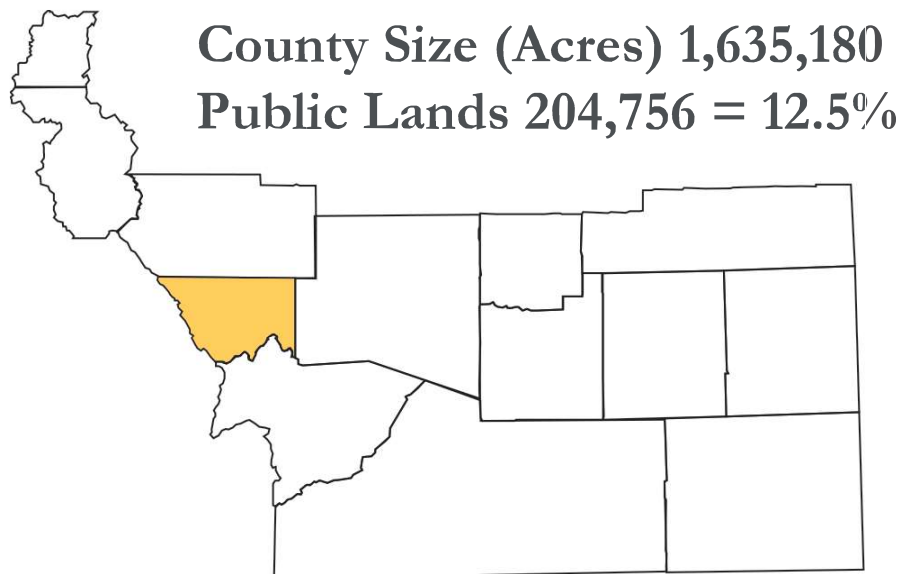 County Size (Acres) 1,635,180
Public Lands 204,756 = 12.5%